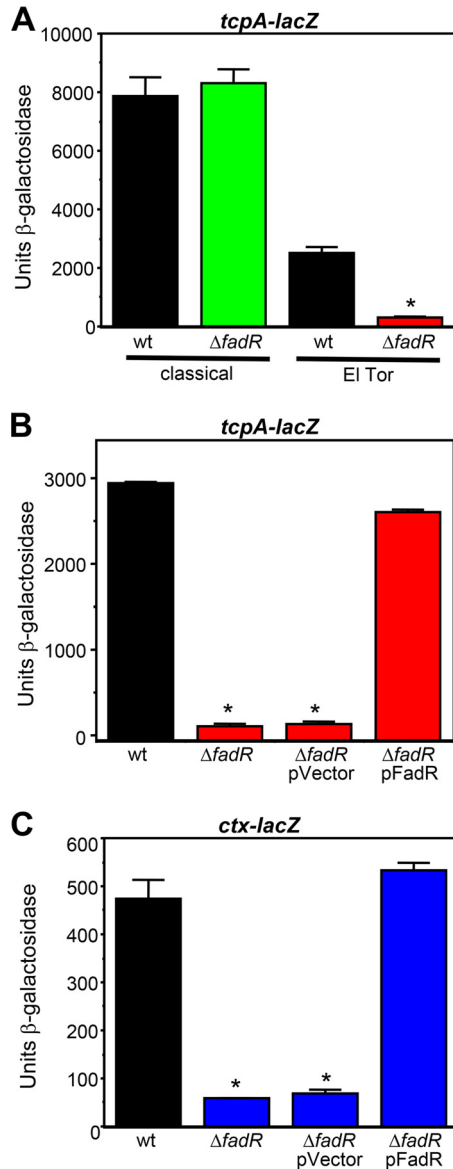 A
tcpA-lacZ
Units β-galactosidase
10000
8000
6000
4000
2000
0
*
wt
ΔfadR
wt
ΔfadR
classical
El Tor
B
tcpA-lacZ
Units β-galactosidase
3000
2000
1000
0
*
*
wt
ΔfadR
ΔfadR
ΔfadR
pVector
pFadR
C
ctx-lacZ
Units β-galactosidase
600
500
400
300
200
100
0
*
*
wt
ΔfadR
ΔfadR
ΔfadR
pVector
pFadR